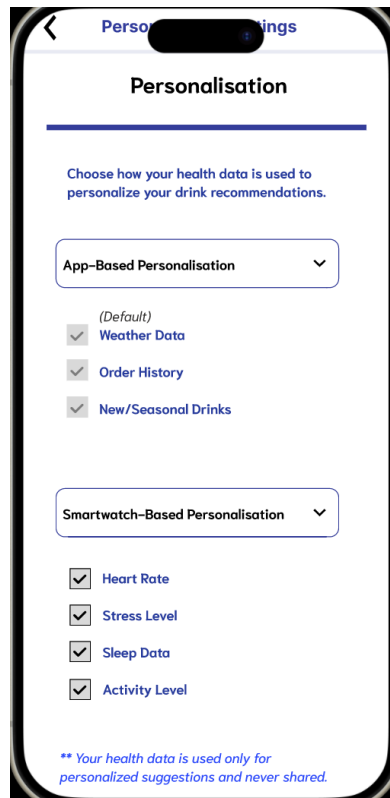 Perso ings
Personalisation
Choose how your health data is used to
personalize your drink recommendations.
App-Based Personalisation
(Default)
Weather Data
Order History
New/Seasonal Drinks
Smartwatch-Based Personalisation
Heart Rate
Stress Level
Sleep Data
Activity Level
** Your health data is used only for
personalized suggestions and never shared.